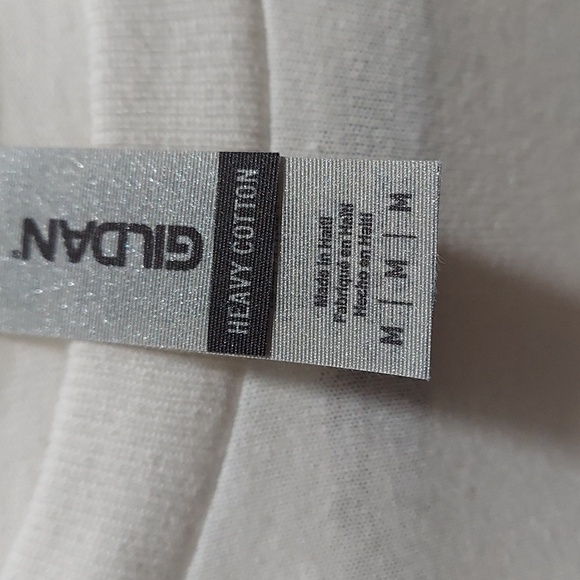 GILDAN®
HEAVY COTTON
Made in Haiti
Fabriqué en Haïti
Hecho en Haití
M | M | M